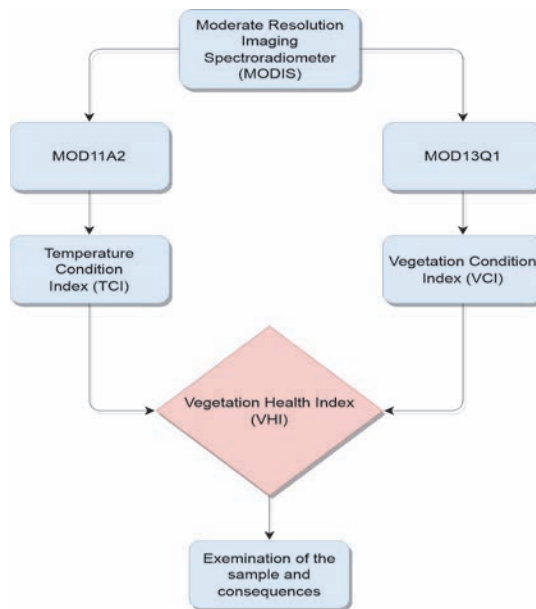 Moderate Resolution
Imaging
Spectroradiometer
(MODIS)
MOD11A2
MOD13Q1
Temperature
Condition
Index (TCI)
Vegetation Condition
Index (VCI)
Vegetation Health Index
(VHI)
Exemination of the
sample and
consequences